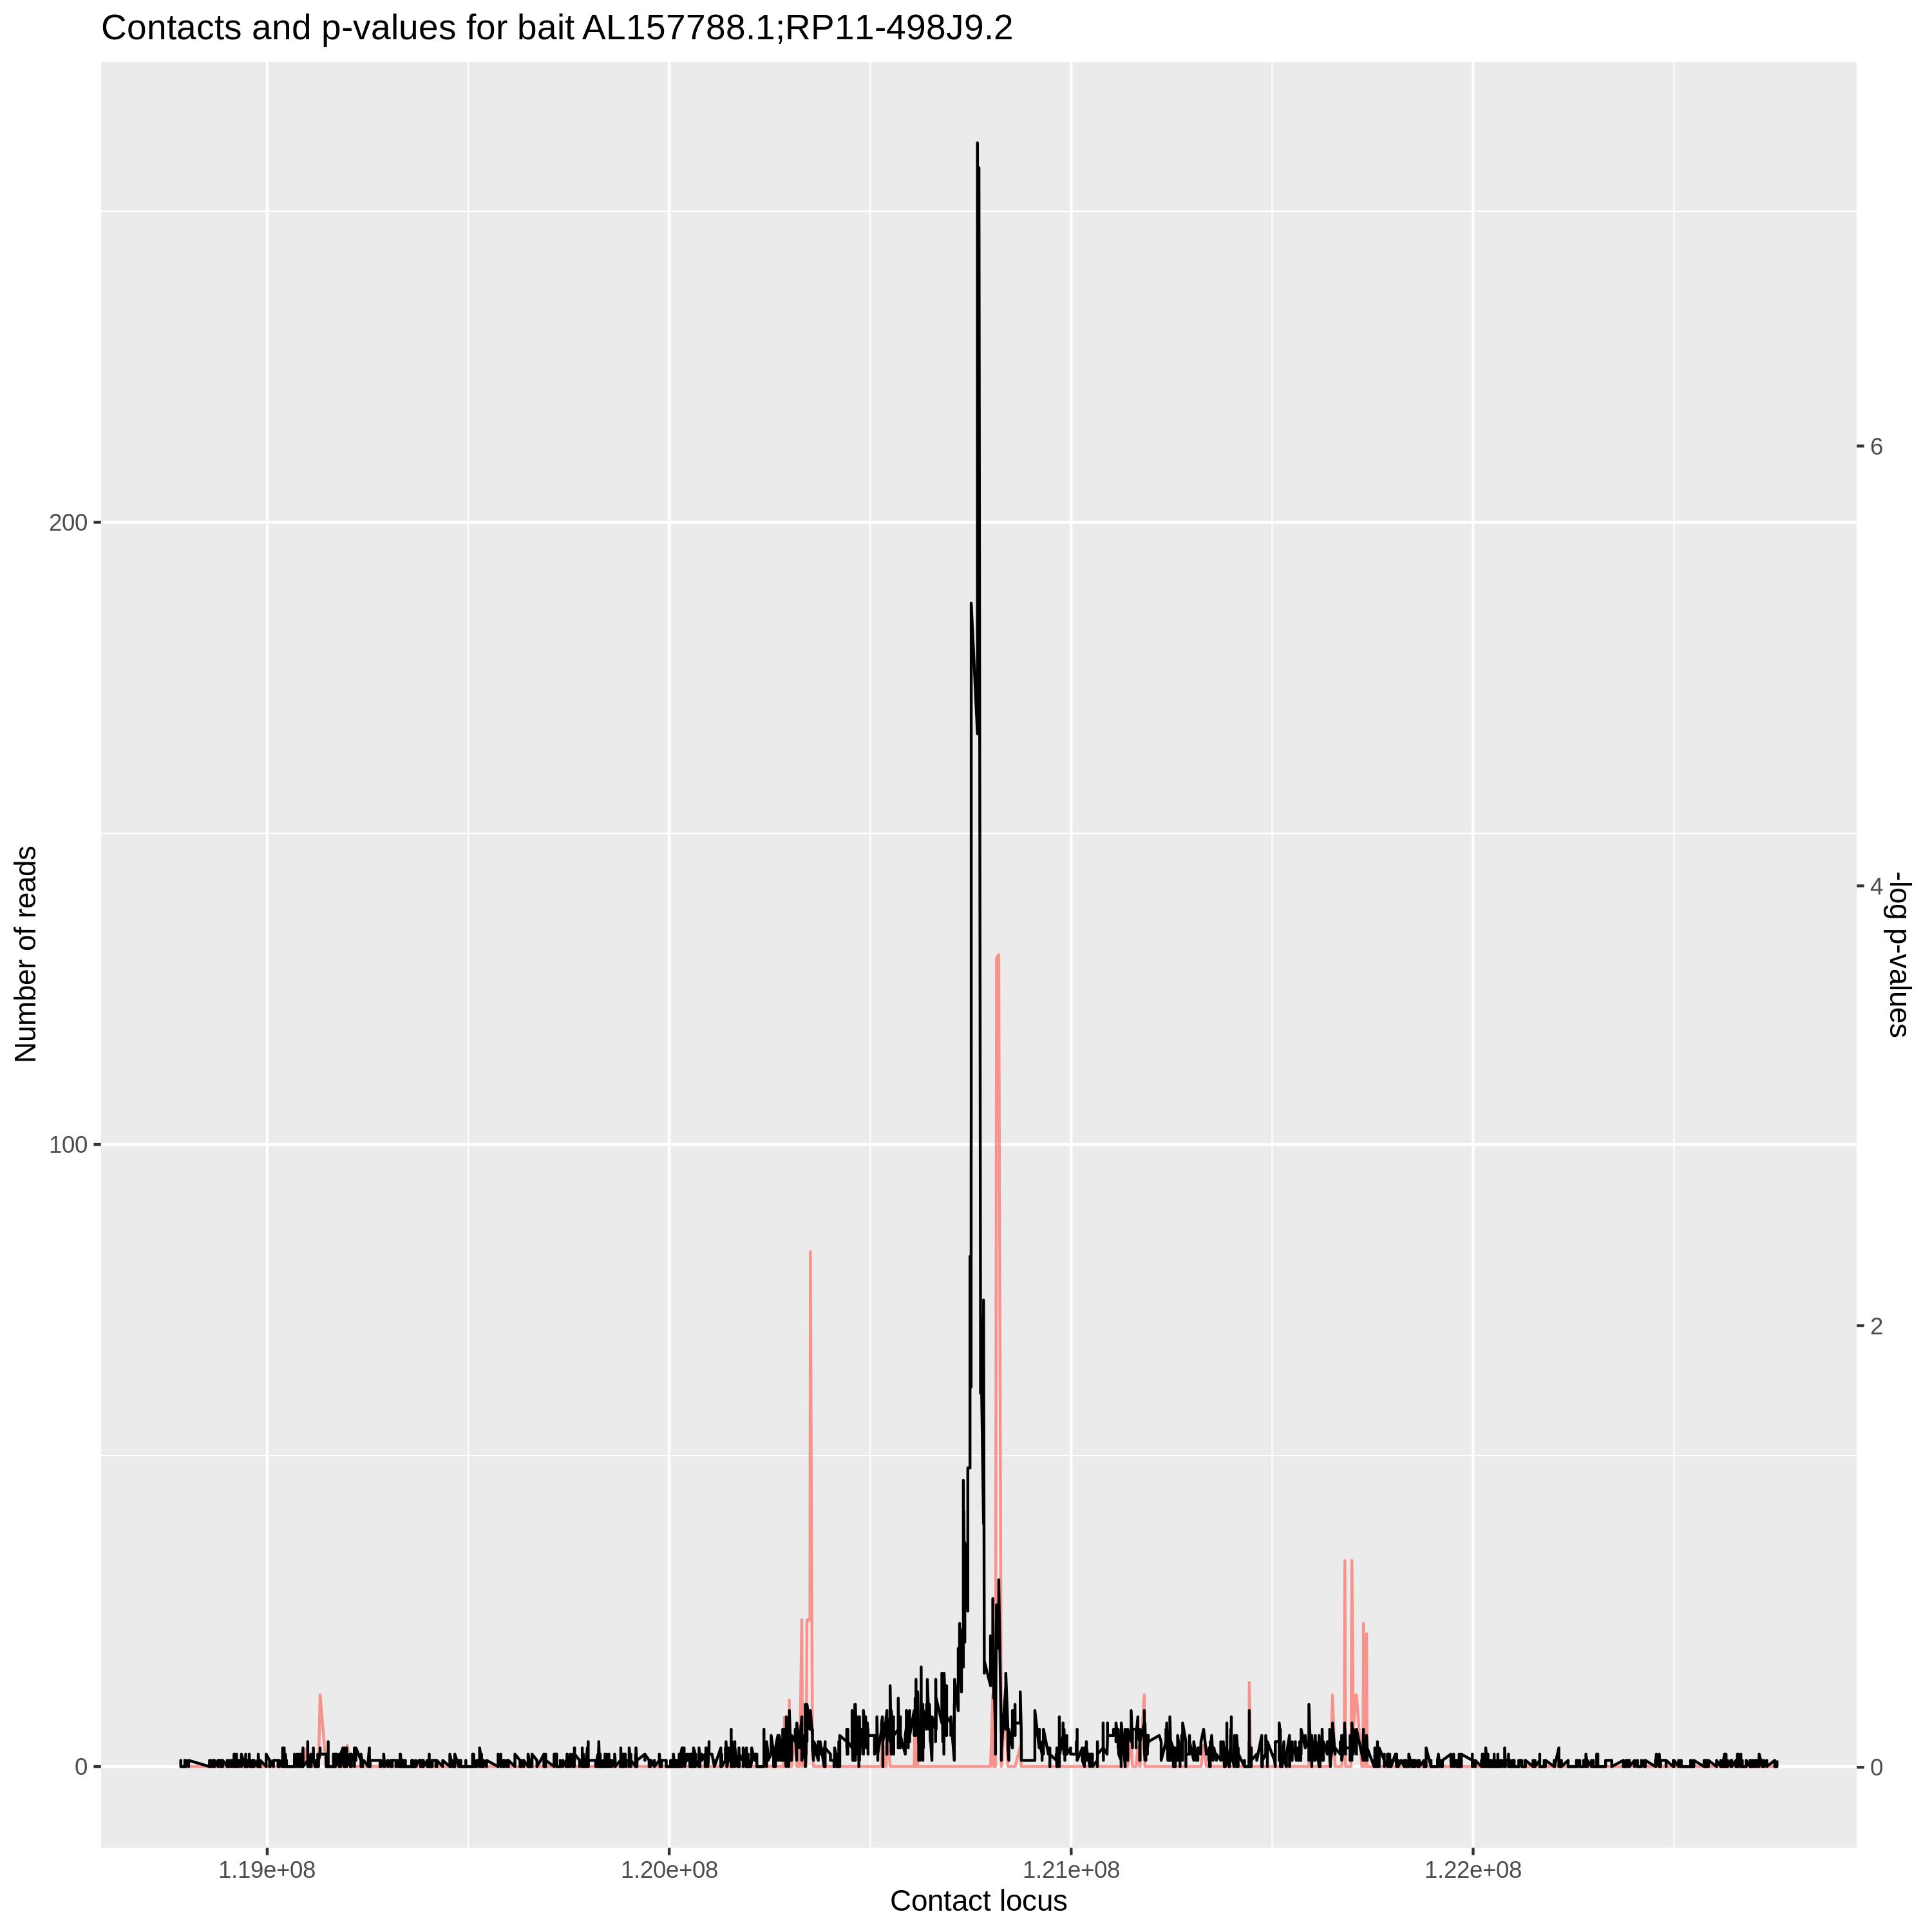 Contacts and p-values for bait AL157788.1;RP11-498J9.2
Number of reads
200
100
0
6
4
2
0
-log p-values
1.19e+08
1.20e+08
1.21e+08
1.22e+08
Contact locus